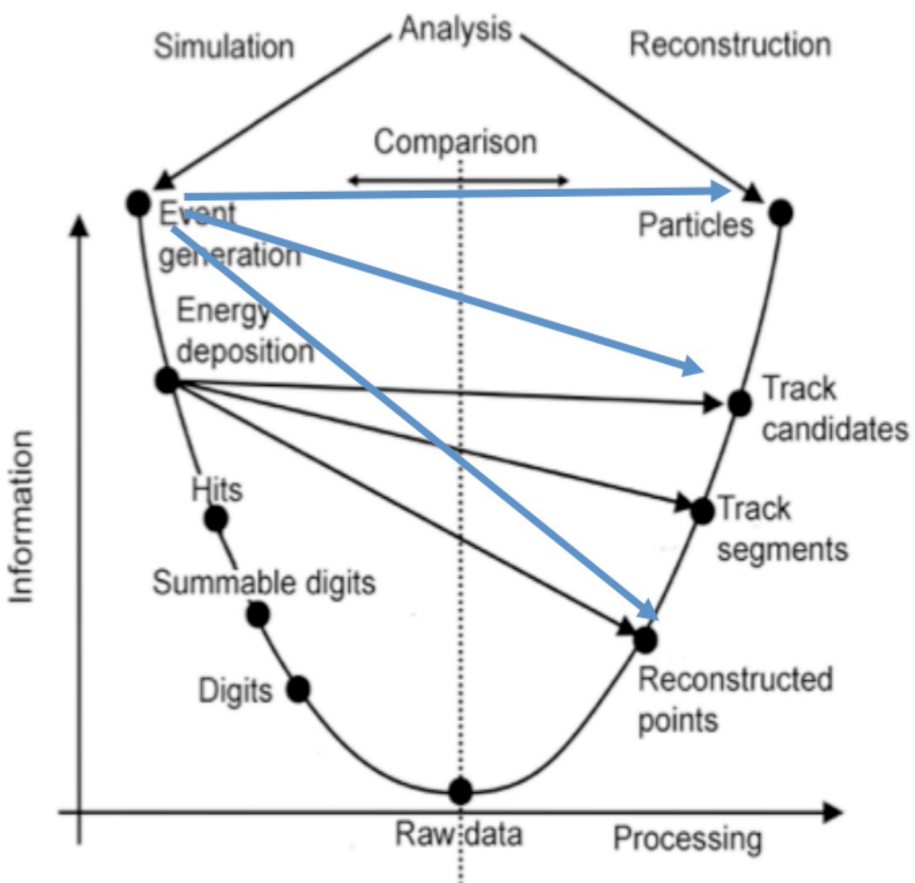 Analysis
Simulation
Reconstruction
Comparison
Event
generation
Particles
Energy
deposition
Track
candidates
Hits
Track
segments
Information
Summable digits
Digits
Reconstructed
points
Raw data
Processing